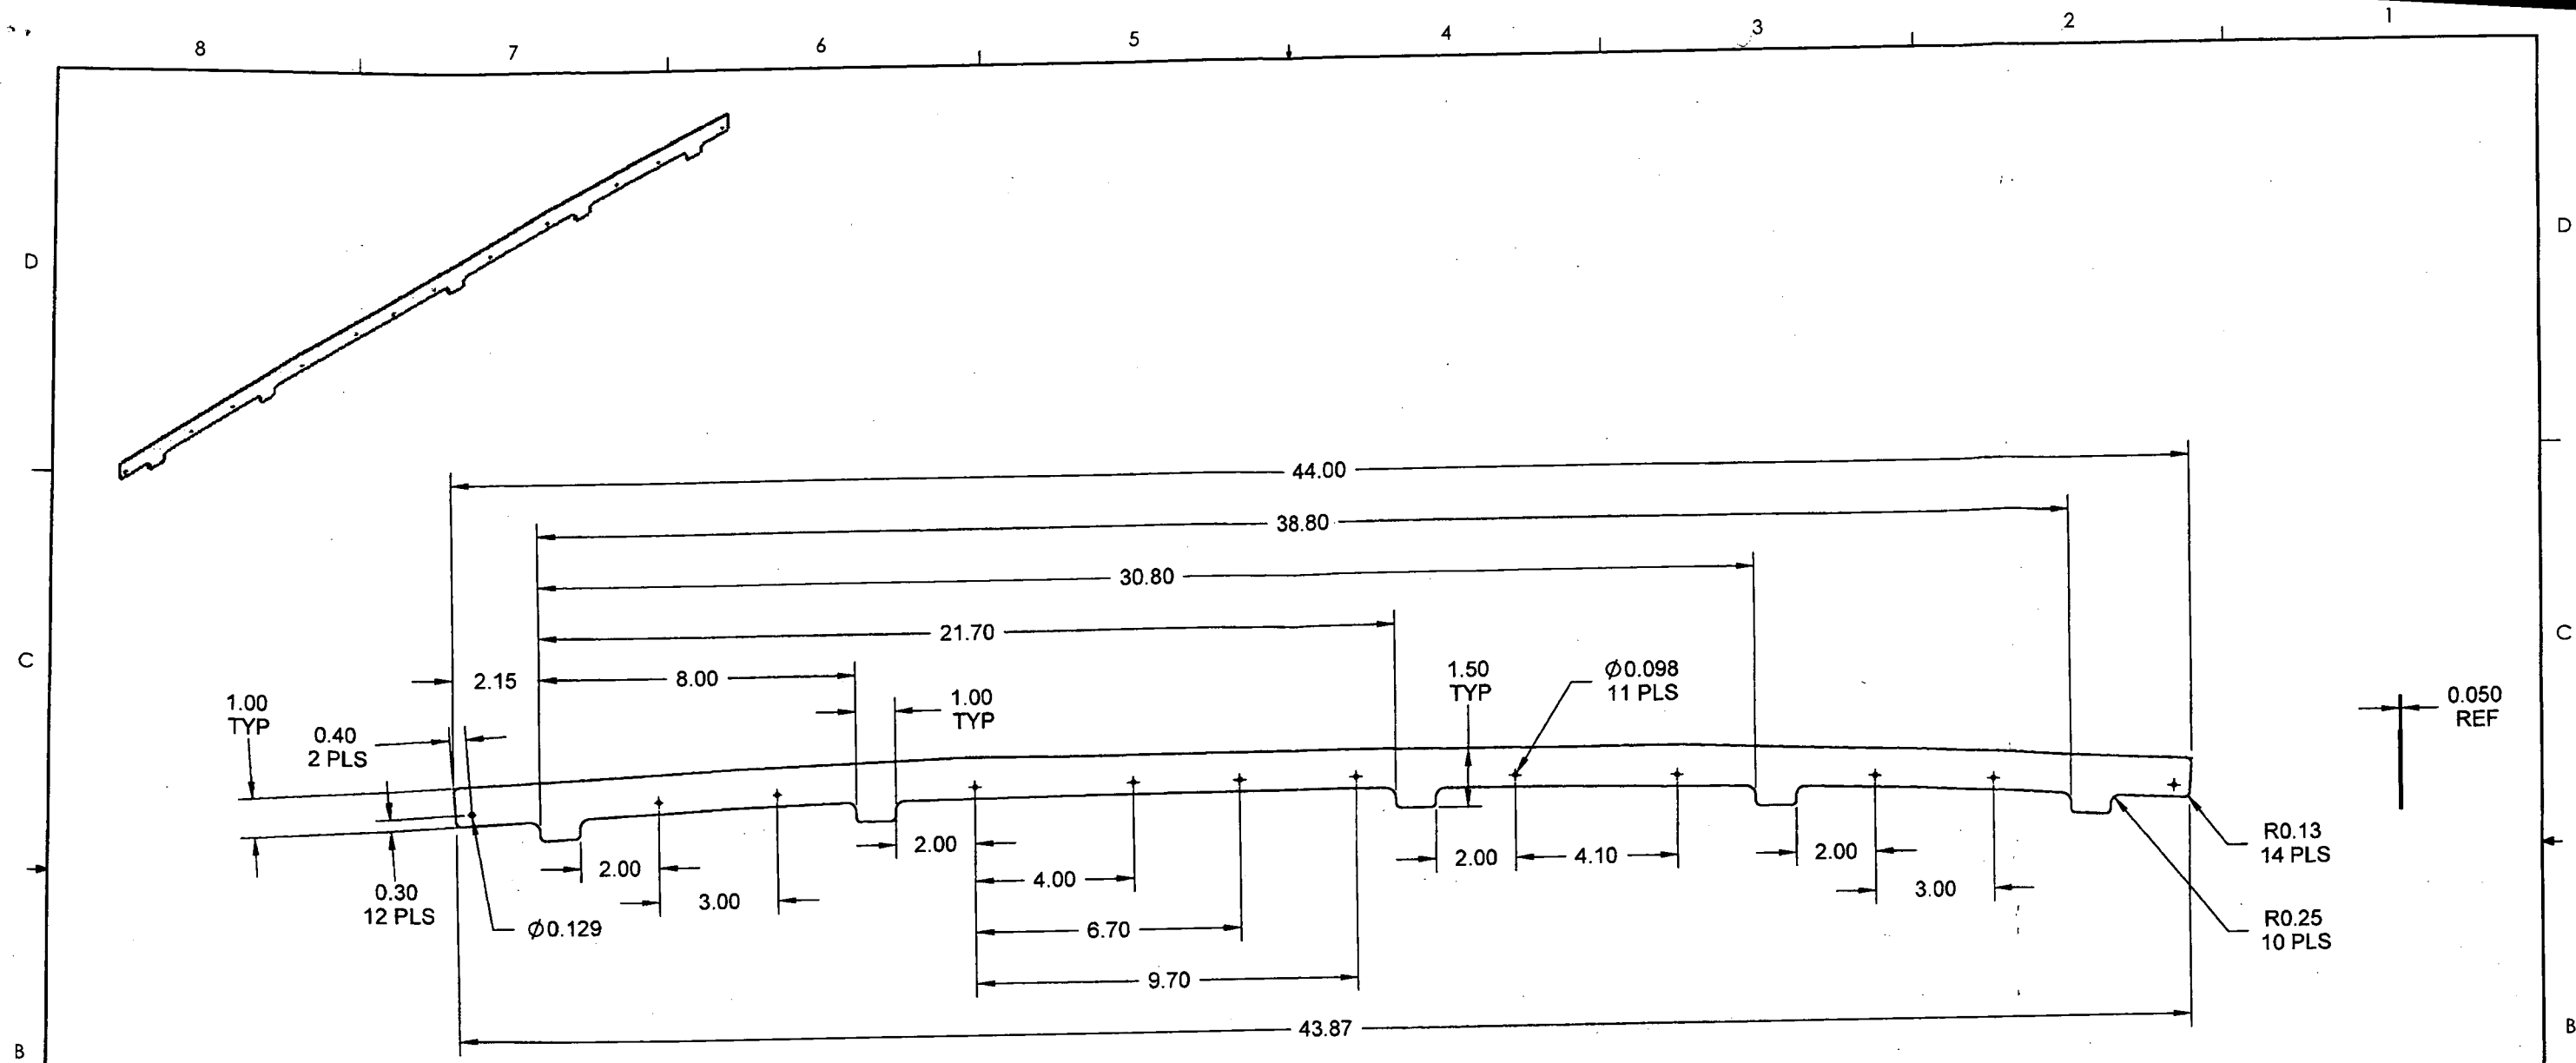 8 7 6 5 4 3 2 1
D D
44.00
38.80
30.80
21.70
C C
2.15 8.00
1.00
TYP
1.50
TYP
Ø0.098
11 PLS
0.050
REF
1.00
TYP
0.40
2 PLS
R0.13
14 PLS
2.00 2.00 2.00 4.10 2.00
0.30
12 PLS
4.00
3.00 3.00
Ø0.129
6.70
R0.25
10 PLS
9.70
43.87
B B